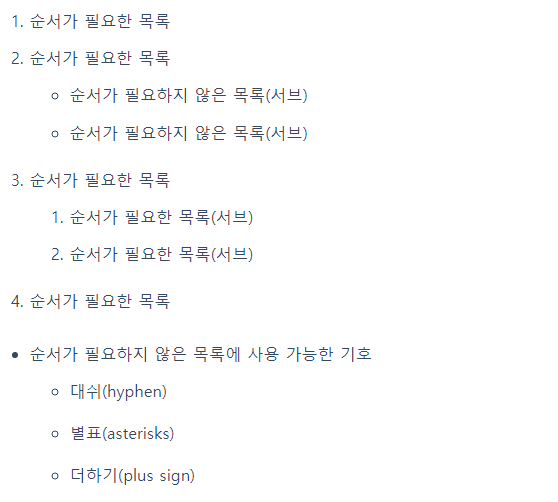 1. 순서가 필요한 목록
2. 순서가 필요한 목록
○ 순서가 필요하지 않은 목록(서브)
○ 순서가 필요하지 않은 목록(서브)
3. 순서가 필요한 목록
1. 순서가 필요한 목록(서브)
2. 순서가 필요한 목록(서브)
4. 순서가 필요한 목록
• 순서가 필요하지 않은 목록에 사용 가능한 기호
○ 대쉬(hyphen)
○ 별표(asterisks)
○ 더하기(plus sign)